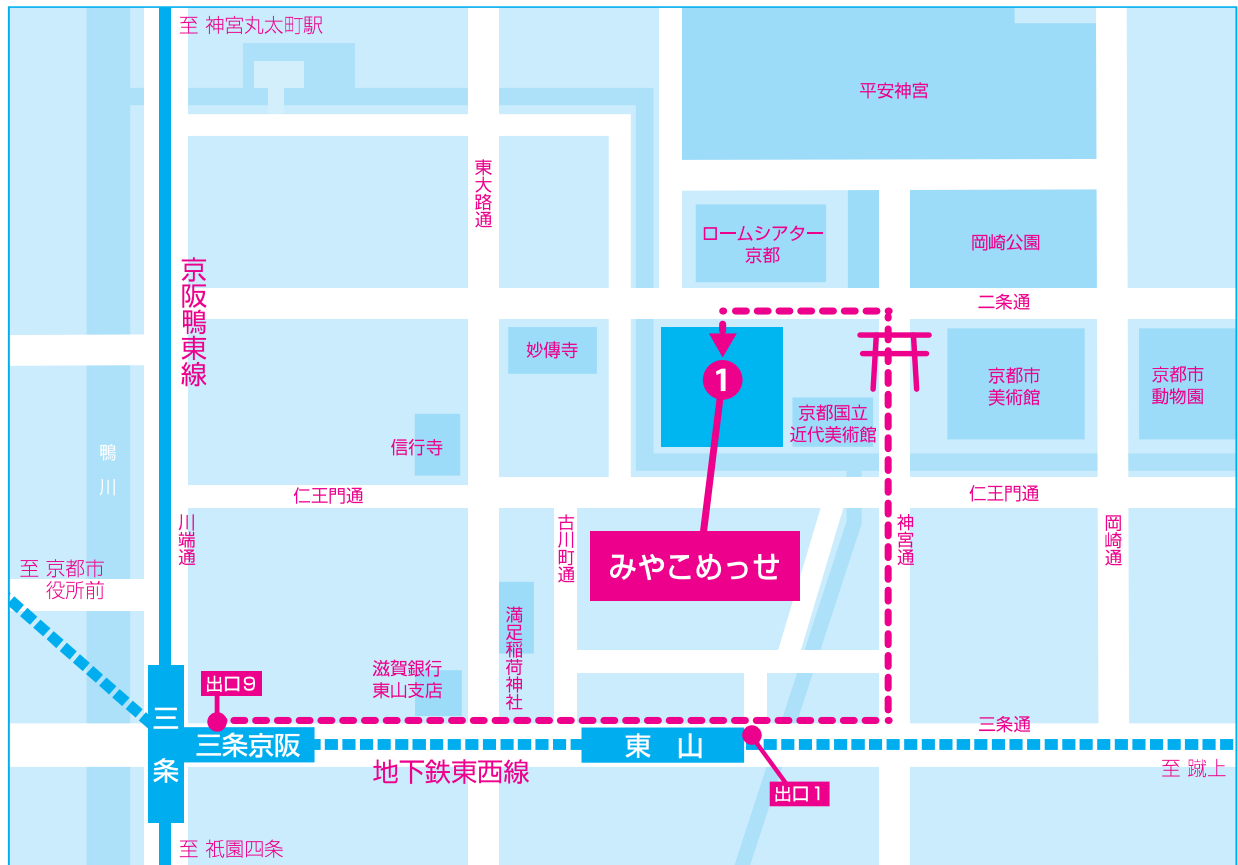 至 神宮丸太町駅
平安神宮
東大路通
ロームシアター
京都
岡崎公園
京阪鴨東線
二条通
妙傳寺
1
京都市
美術館
京都市
動物園
京都国立
近代美術館
信行寺
鴨川
仁王門通
仁王門通
川端通
古川町通
みやこめっせ
神宮通
岡崎通
至 京都市
役所前
満足稲荷神社
滋賀銀行
東山支店
出口9
三条
三条京阪
東山
三条通
地下鉄東西線
至 蹴上
出口1
至 祇園四条